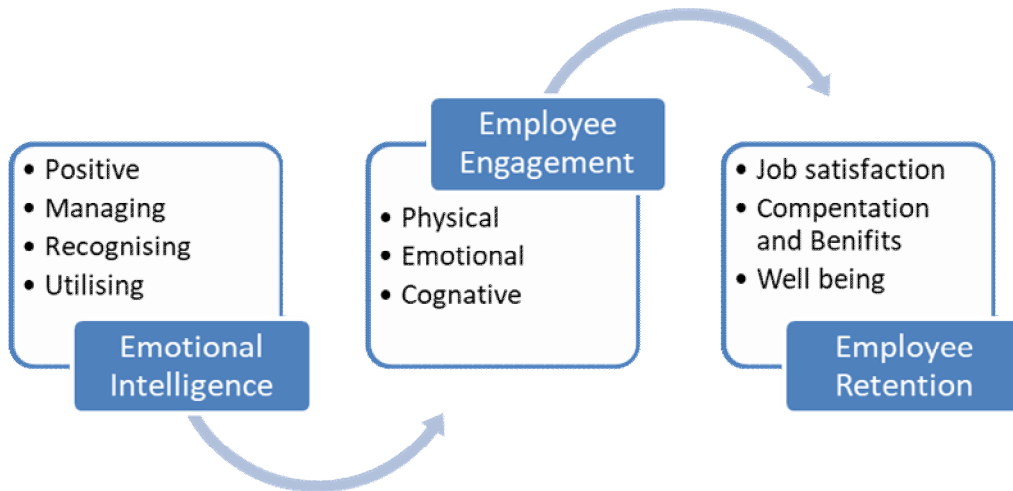 • Positive
• Managing
• Recognising
• Utilising
Emotional
Intelligence
Employee
Engagement
• Physical
• Emotional
• Cognative
• Job satisfaction
• Compentation
and Benifits
• Well being
Employee
Retention